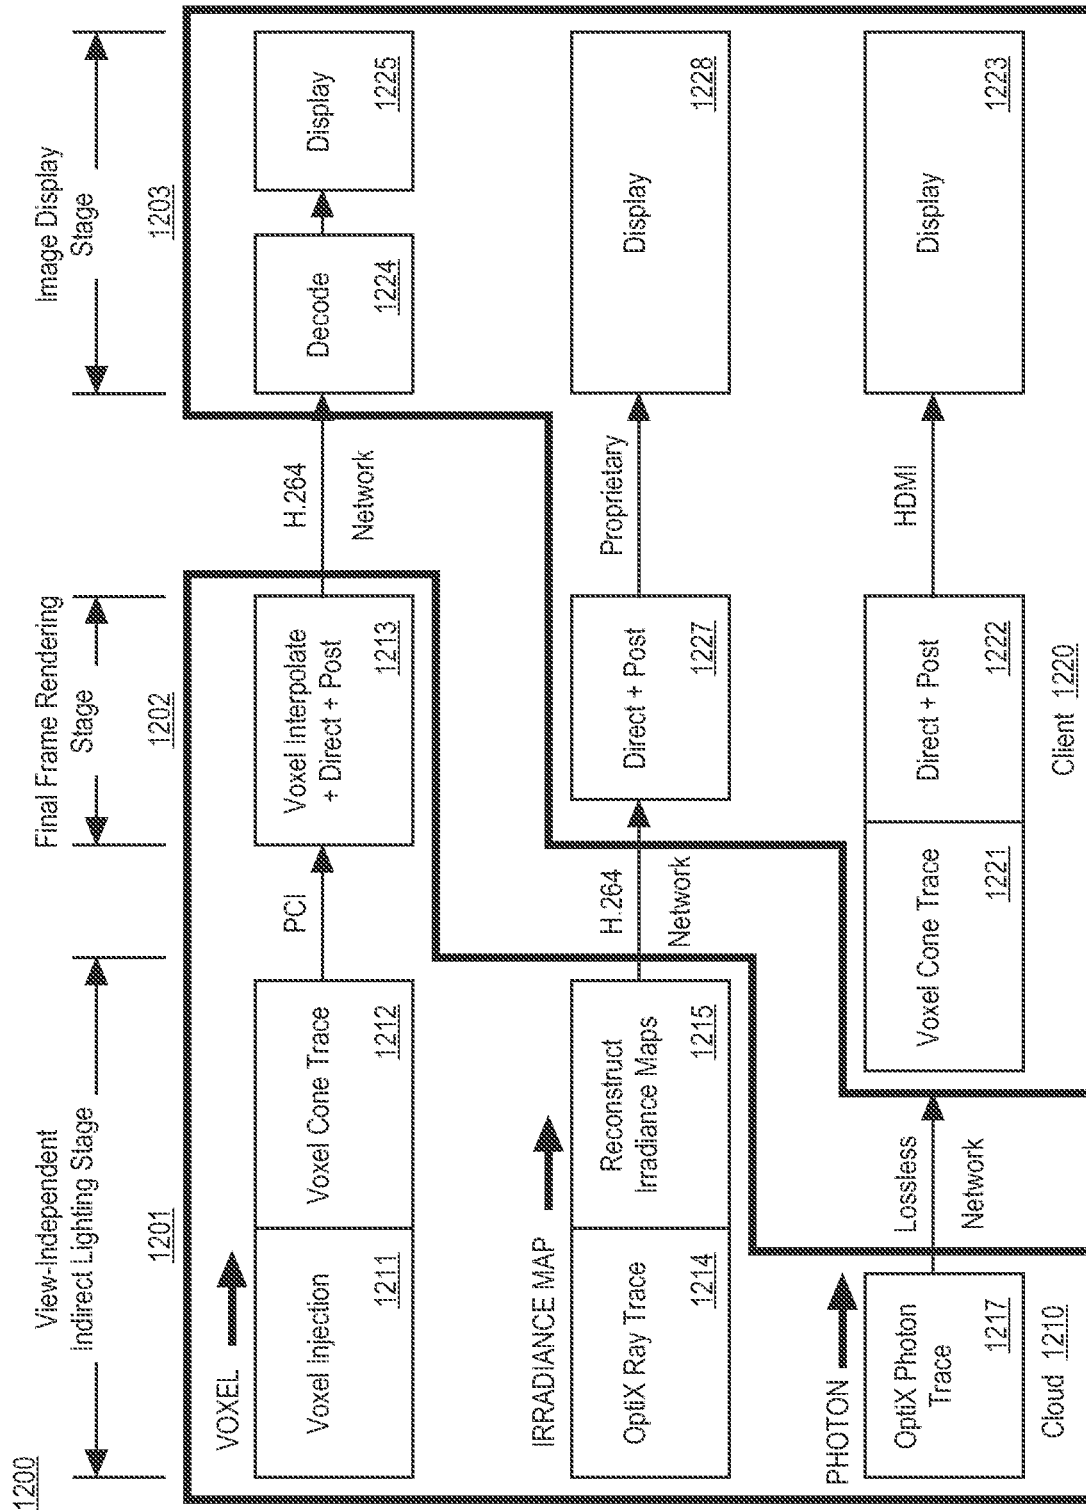 1200
View-Independent
Indirect Lighting Stage
1201
Final Frame Rendering
Stage
1202
Image Display
Stage
1203
VOXEL
Voxel Injection
1211
Voxel Cone Trace
1212
PCI
Voxel Interpolate
+ Direct + Post
1213
H.264
Network
Decode
1224
Display
1225
IRRADIANCE MAP
OptiX Ray Trace
1214
Reconstruct
Irradiance Maps
1215
H.264
Network
Direct + Post
1227
Proprietary
Display
1228
PHOTON
OptiX Photon
Trace
1217
Lossless
Network
Voxel Cone Trace
1221
Direct + Post
1222
HDMI
Display
1223
Cloud 1210
Client 1220